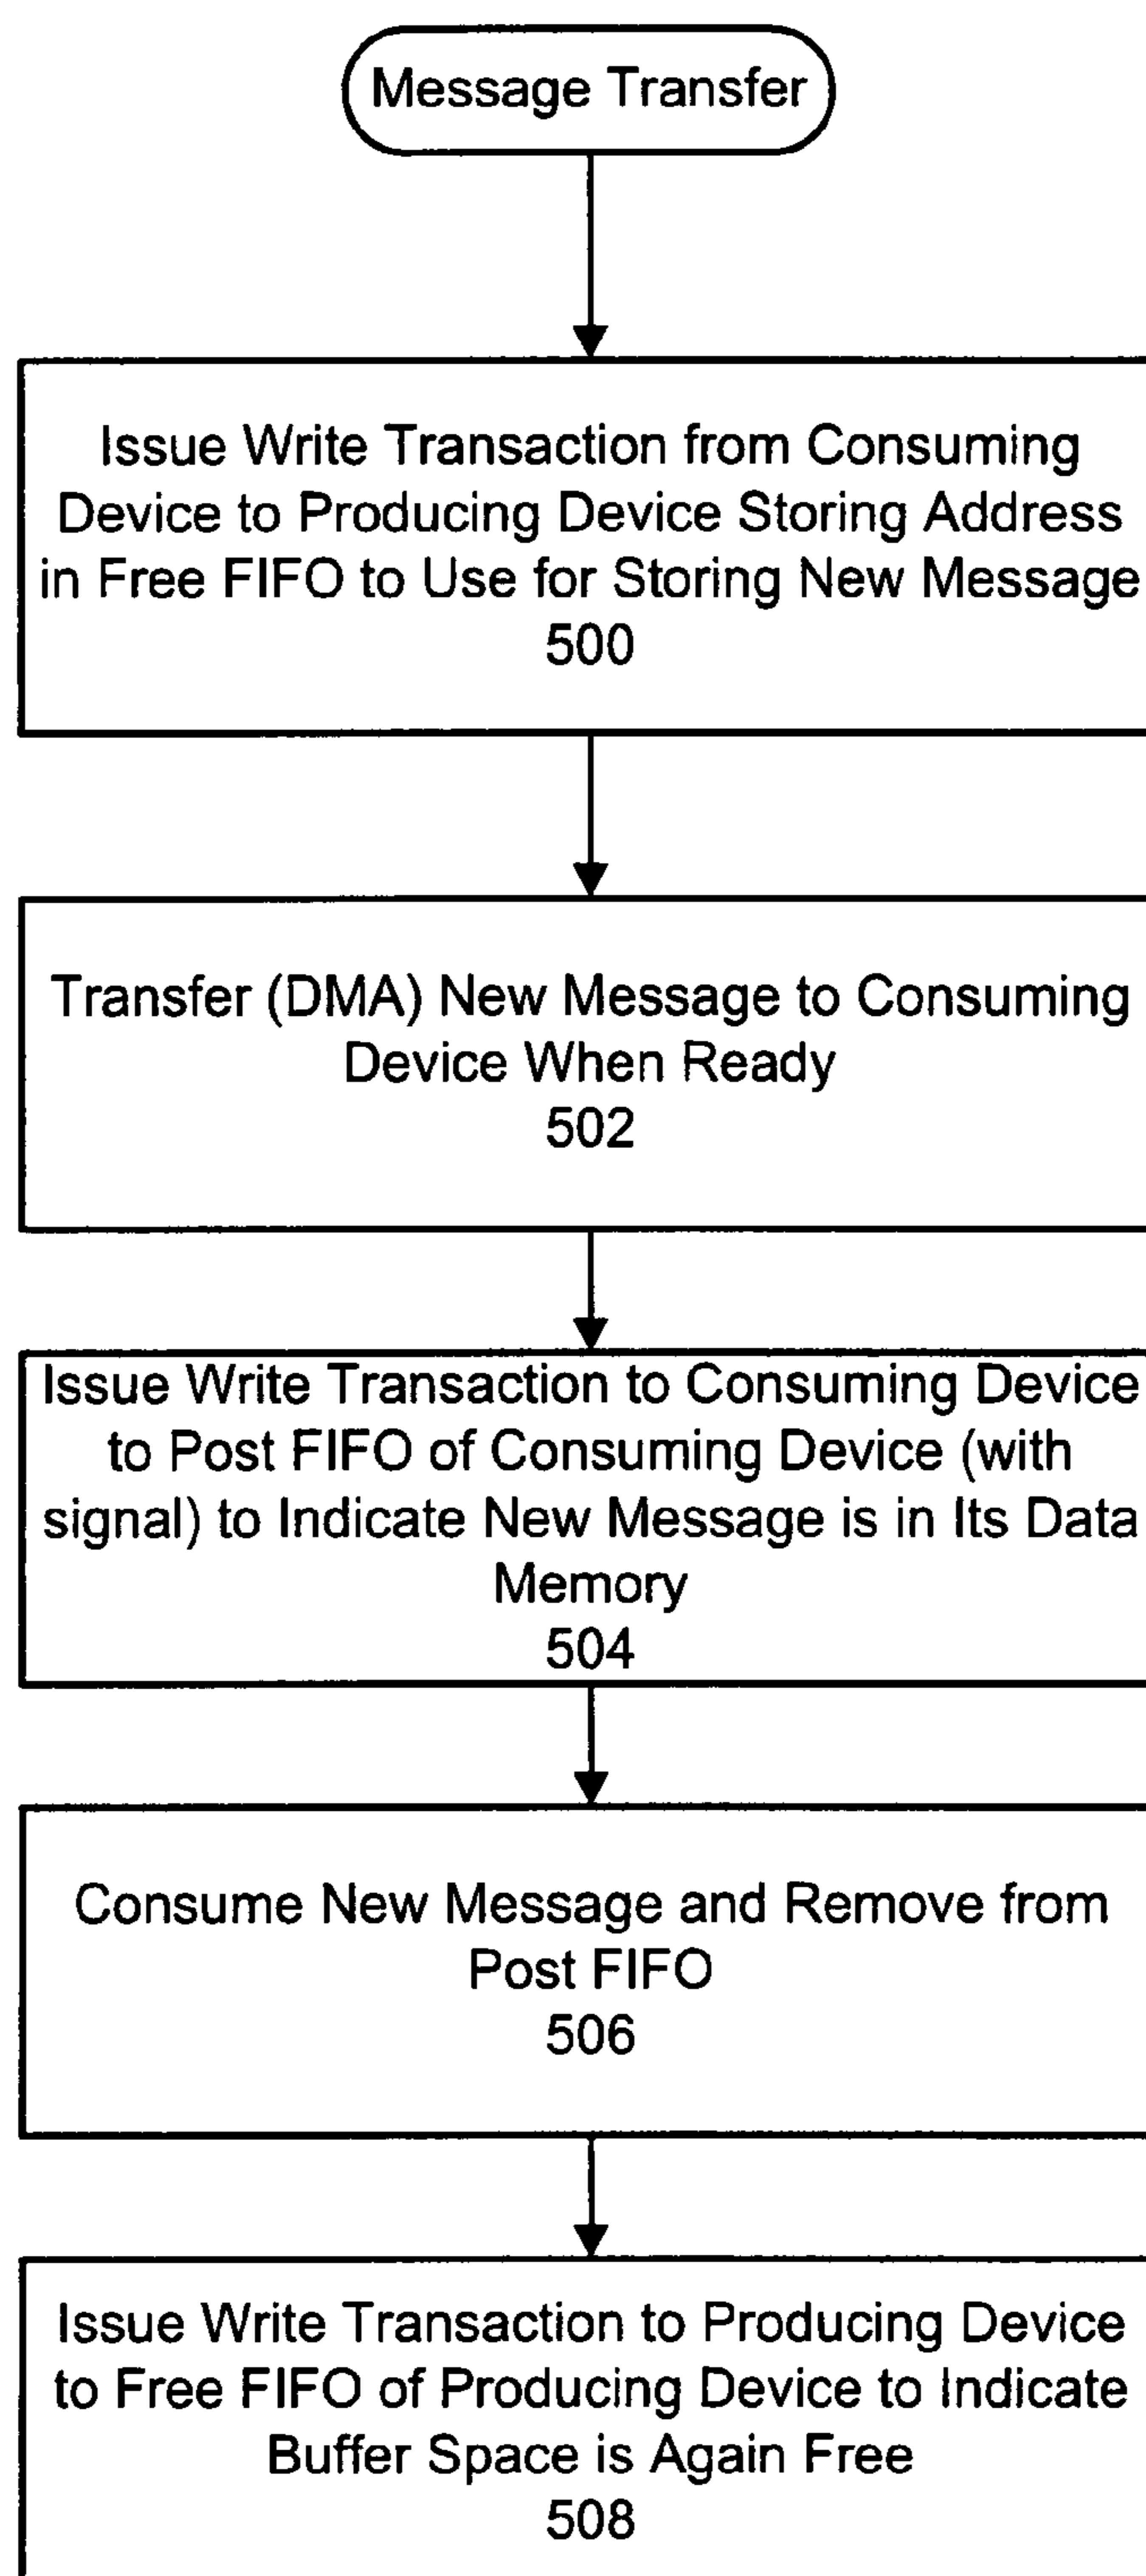 Message Transfer
Issue Write Transaction from Consuming
Device to Producing Device Storing Address
in Free FIFO to Use for Storing New Message
500
Transfer (DMA) New Message to Consuming
Device When Ready
502
Issue Write Transaction to Consuming Device
to Post FIFO of Consuming Device (with
signal) to Indicate New Message is in Its Data
Memory
504
Consume New Message and Remove from
Post FIFO
506
Issue Write Transaction to Producing Device
to Free FIFO of Producing Device to Indicate
Buffer Space is Again Free
508